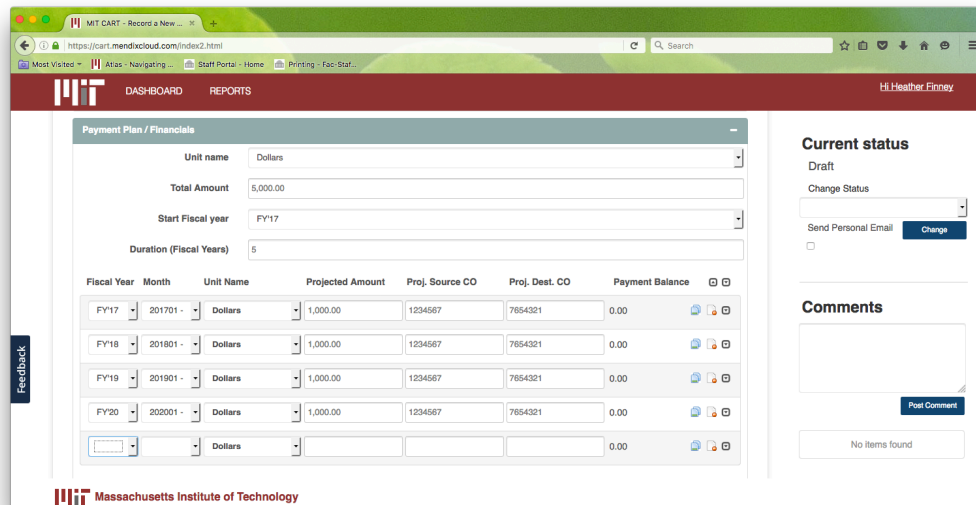 MIT CART - Record a New ... ×
https://cart.mendixcloud.com/index2.html
Search
Most Visited
Atlas - Navigating ...
Staff Portal - Home
Printing - Fac-Staf...
DASHBOARD REPORTS
Hi Heather Finney
Payment Plan / Financials
Unit name Dollars
Total Amount 5,000.00
Start Fiscal year FY'17
Duration (Fiscal Years) 5
Fiscal Year Month Unit Name Projected Amount Proj. Source CO Proj. Dest. CO Payment Balance
FY'17 201701 - Dollars 1,000.00 1234567 7654321 0.00
FY'18 201801 - Dollars 1,000.00 1234567 7654321 0.00
FY'19 201901 - Dollars 1,000.00 1234567 7654321 0.00
FY'20 202001 - Dollars 1,000.00 1234567 7654321 0.00
Dollars 0.00
Current status
Draft
Change Status
Send Personal Email Change
Comments
Post Comment
No items found
Feedback
Massachusetts Institute of Technology